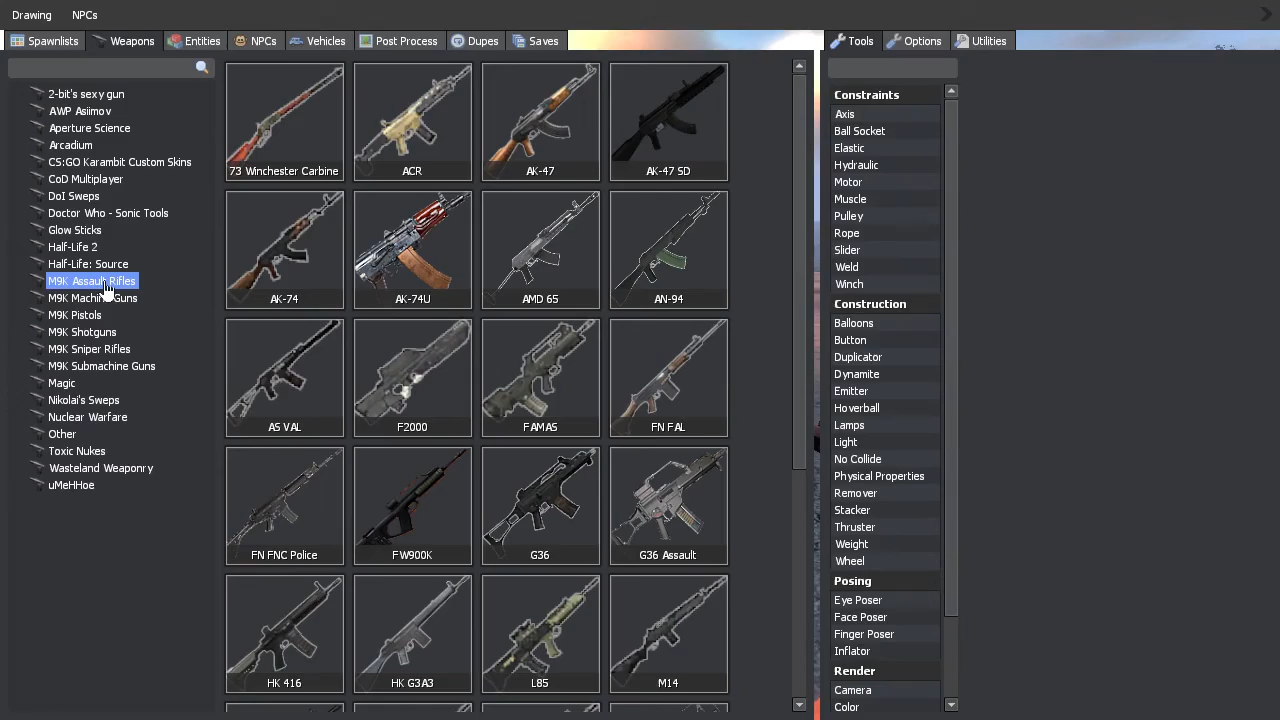 Drawing NPCs
Spawnlists Weapons Entities NPCs Vehicles Post Process Dupes Saves
Tools Options Utilities
2-bit's sexy gun
AWP Asiimov
Aperture Science
Arcadium
CS:GO Karambit Custom Skins
CoD Multiplayer
DoI Sweps
Doctor Who - Sonic Tools
Glow Sticks
Half-Life 2
Half-Life: Source
M9K Assault Rifles
M9K Machine Guns
M9K Pistols
M9K Shotguns
M9K Sniper Rifles
M9K Submachine Guns
Magic
Nikolai's Sweps
Nuclear Warfare
Other
Toxic Nukes
Wasteland Weaponry
uMeHHoe
73 Winchester Carbine ACR AK-47 AK-47 SD
AK-74 AK-74U AMD 65 AN-94
AS VAL F2000 FAMAS FN FAL
FN FNC Police FW900K G36 G36 Assault
HK 416 HK G3A3 L85 M14
Constraints
Axis
Ball Socket
Elastic
Hydraulic
Motor
Muscle
Pulley
Rope
Slider
Weld
Winch
Construction
Balloons
Button
Duplicator
Dynamite
Emitter
Hoverball
Lamps
Light
No Collide
Physical Properties
Remover
Stacker
Thruster
Weight
Wheel
Posing
Eye Poser
Face Poser
Finger Poser
Inflator
Render
Camera
Color